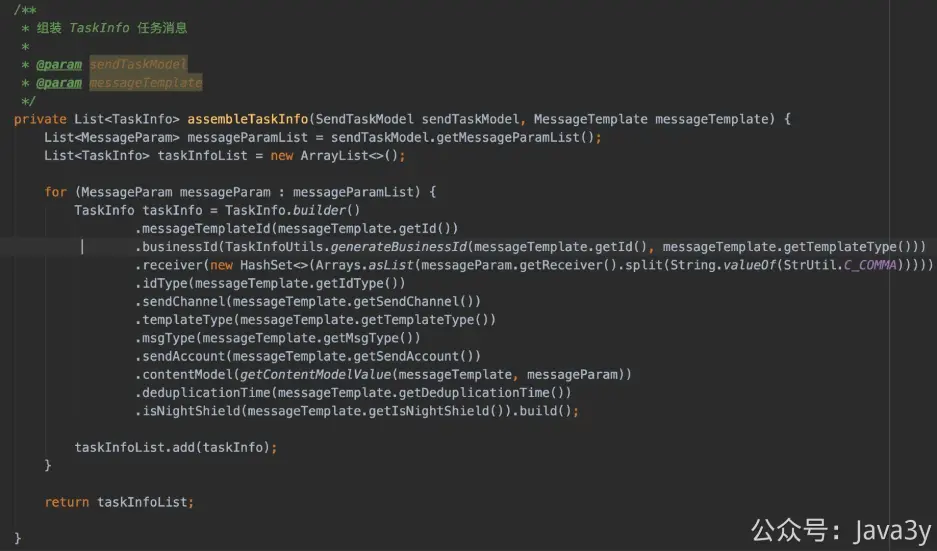 /**
 * 组装 TaskInfo 任务消息
 *
 * @param sendTaskModel
 * @param messageTemplate
 */
private List<TaskInfo> assembleTaskInfo(SendTaskModel sendTaskModel, MessageTemplate messageTemplate) {
    List<MessageParam> messageParamList = sendTaskModel.getMessageParamList();
    List<TaskInfo> taskInfoList = new ArrayList<>();

    for (MessageParam messageParam : messageParamList) {
        TaskInfo taskInfo = TaskInfo.builder()
                .messageTemplateId(messageTemplate.getId())
                .businessId(TaskInfoUtils.generateBusinessId(messageTemplate.getId(), messageTemplate.getTemplateType()))
                .receiver(new HashSet<>(Arrays.asList(messageParam.getReceiver().split(String.valueOf(StrUtil.C_COMMA)))))
                .idType(messageTemplate.getIdType())
                .sendChannel(messageTemplate.getSendChannel())
                .templateType(messageTemplate.getTemplateType())
                .msgType(messageTemplate.getMsgType())
                .sendAccount(messageTemplate.getSendAccount())
                .contentModel(getContentModelValue(messageTemplate, messageParam))
                .deduplicationTime(messageTemplate.getDeduplicationTime())
                .isNightShield(messageTemplate.getIsNightShield()).build();

        taskInfoList.add(taskInfo);
    }

    return taskInfoList;

}
公众号：Java3y